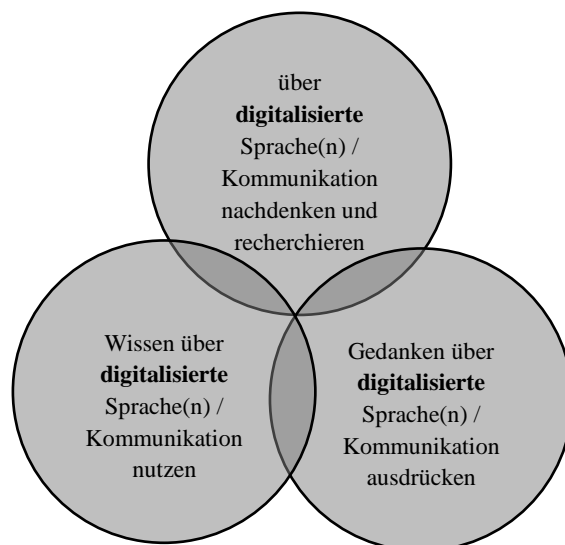 über
digitalisierte
Sprache(n) /
Kommunikation
nachdenken und
recherchieren
Wissen über
digitalisierte
Sprache(n) /
Kommunikation
nutzen
Gedanken über
digitalisierte
Sprache(n) /
Kommunikation
ausdrücken